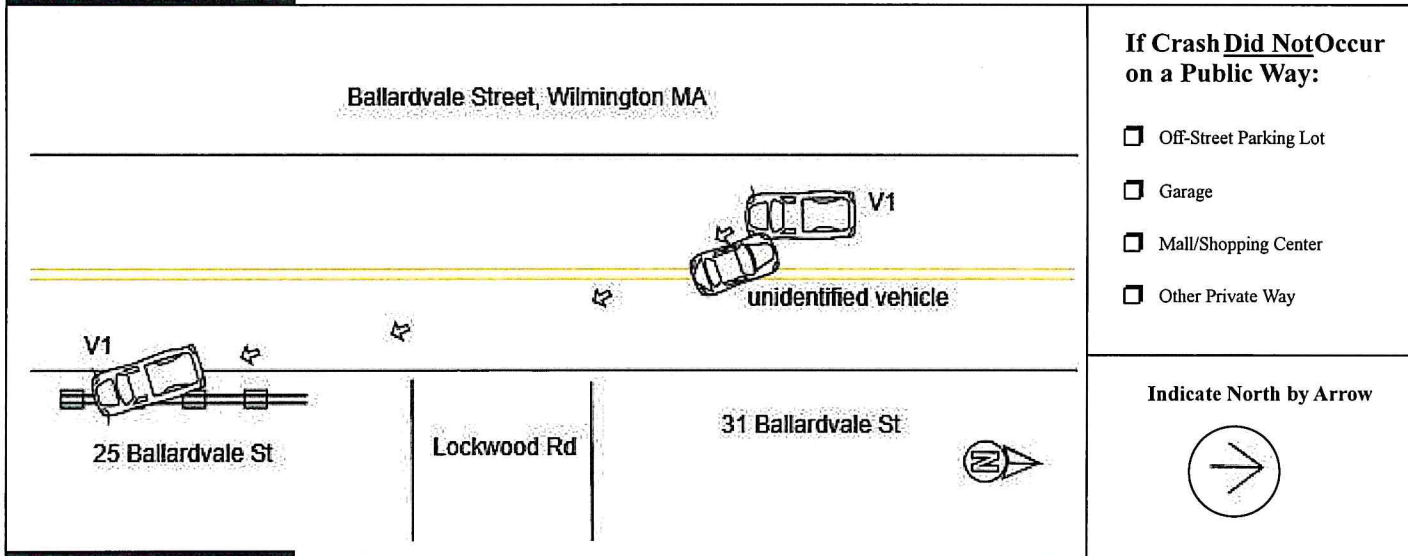 Ballardvale Street, Wilmington MA
V1
unidentified vehicle
V1
25 Ballardvale St
Lockwood Rd
31 Ballardvale St
N
If Crash Did Not Occur
on a Public Way:
Off-Street Parking Lot
Garage
Mall/Shopping Center
Other Private Way
Indicate North by Arrow